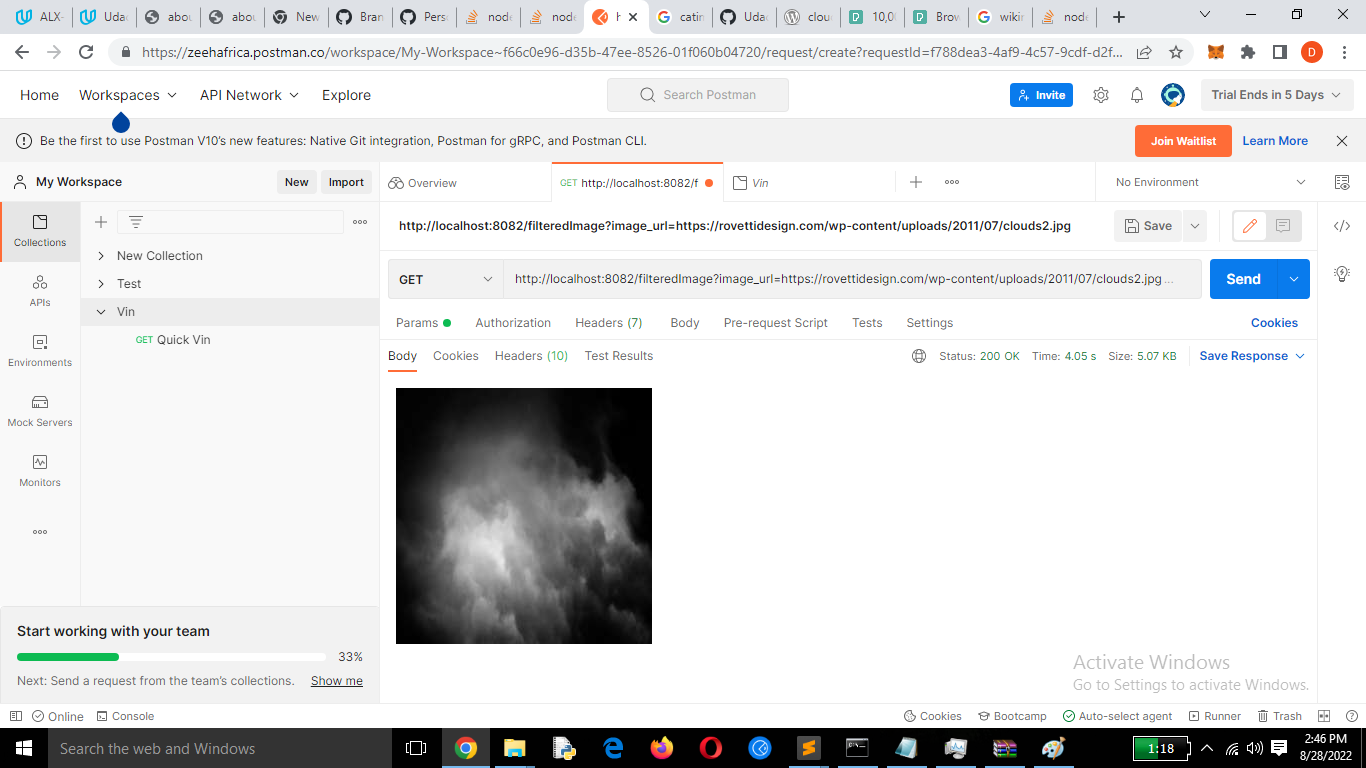 ALX-
Udac
abou
abou
New
Bran
Pers
node
node
h
catin
Udac
clou
10,0
Brow
wikin
node
https://zeehafrica.postman.co/workspace/My-Workspace~f66c0e96-d35b-47ee-8526-01f060b04720/request/create?requestId=f788dea3-4af9-4c57-9cdf-d2f...
D
Home Workspaces API Network Explore
Search Postman
Invite
Trial Ends in 5 Days
Be the first to use Postman V10's new features: Native Git integration, Postman for gRPC, and Postman CLI.
Join Waitlist
Learn More
My Workspace
New
Import
Overview
GET http://localhost:8082/f
Vin
No Environment
Collections
APIs
Environments
Mock Servers
Monitors
New Collection
Test
Vin
GET Quick Vin
http://localhost:8082/filteredImage?image_url=https://rovettidesign.com/wp-content/uploads/2011/07/clouds2.jpg
Save
GET
http://localhost:8082/filteredImage?image_url=https://rovettidesign.com/wp-content/uploads/2011/07/clouds2.jpg ...
Send
Params Authorization Headers (7) Body Pre-request Script Tests Settings
Cookies
Body Cookies Headers (10) Test Results
Status: 200 OK Time: 4.05 s Size: 5.07 KB
Save Response
Start working with your team
33%
Next: Send a request from the team's collections. Show me
Activate Windows
Go to Settings to activate Windows.
Online
Console
Cookies
Bootcamp
Auto-select agent
Runner
Trash
Search the web and Windows
1:18
2:46 PM
8/28/2022